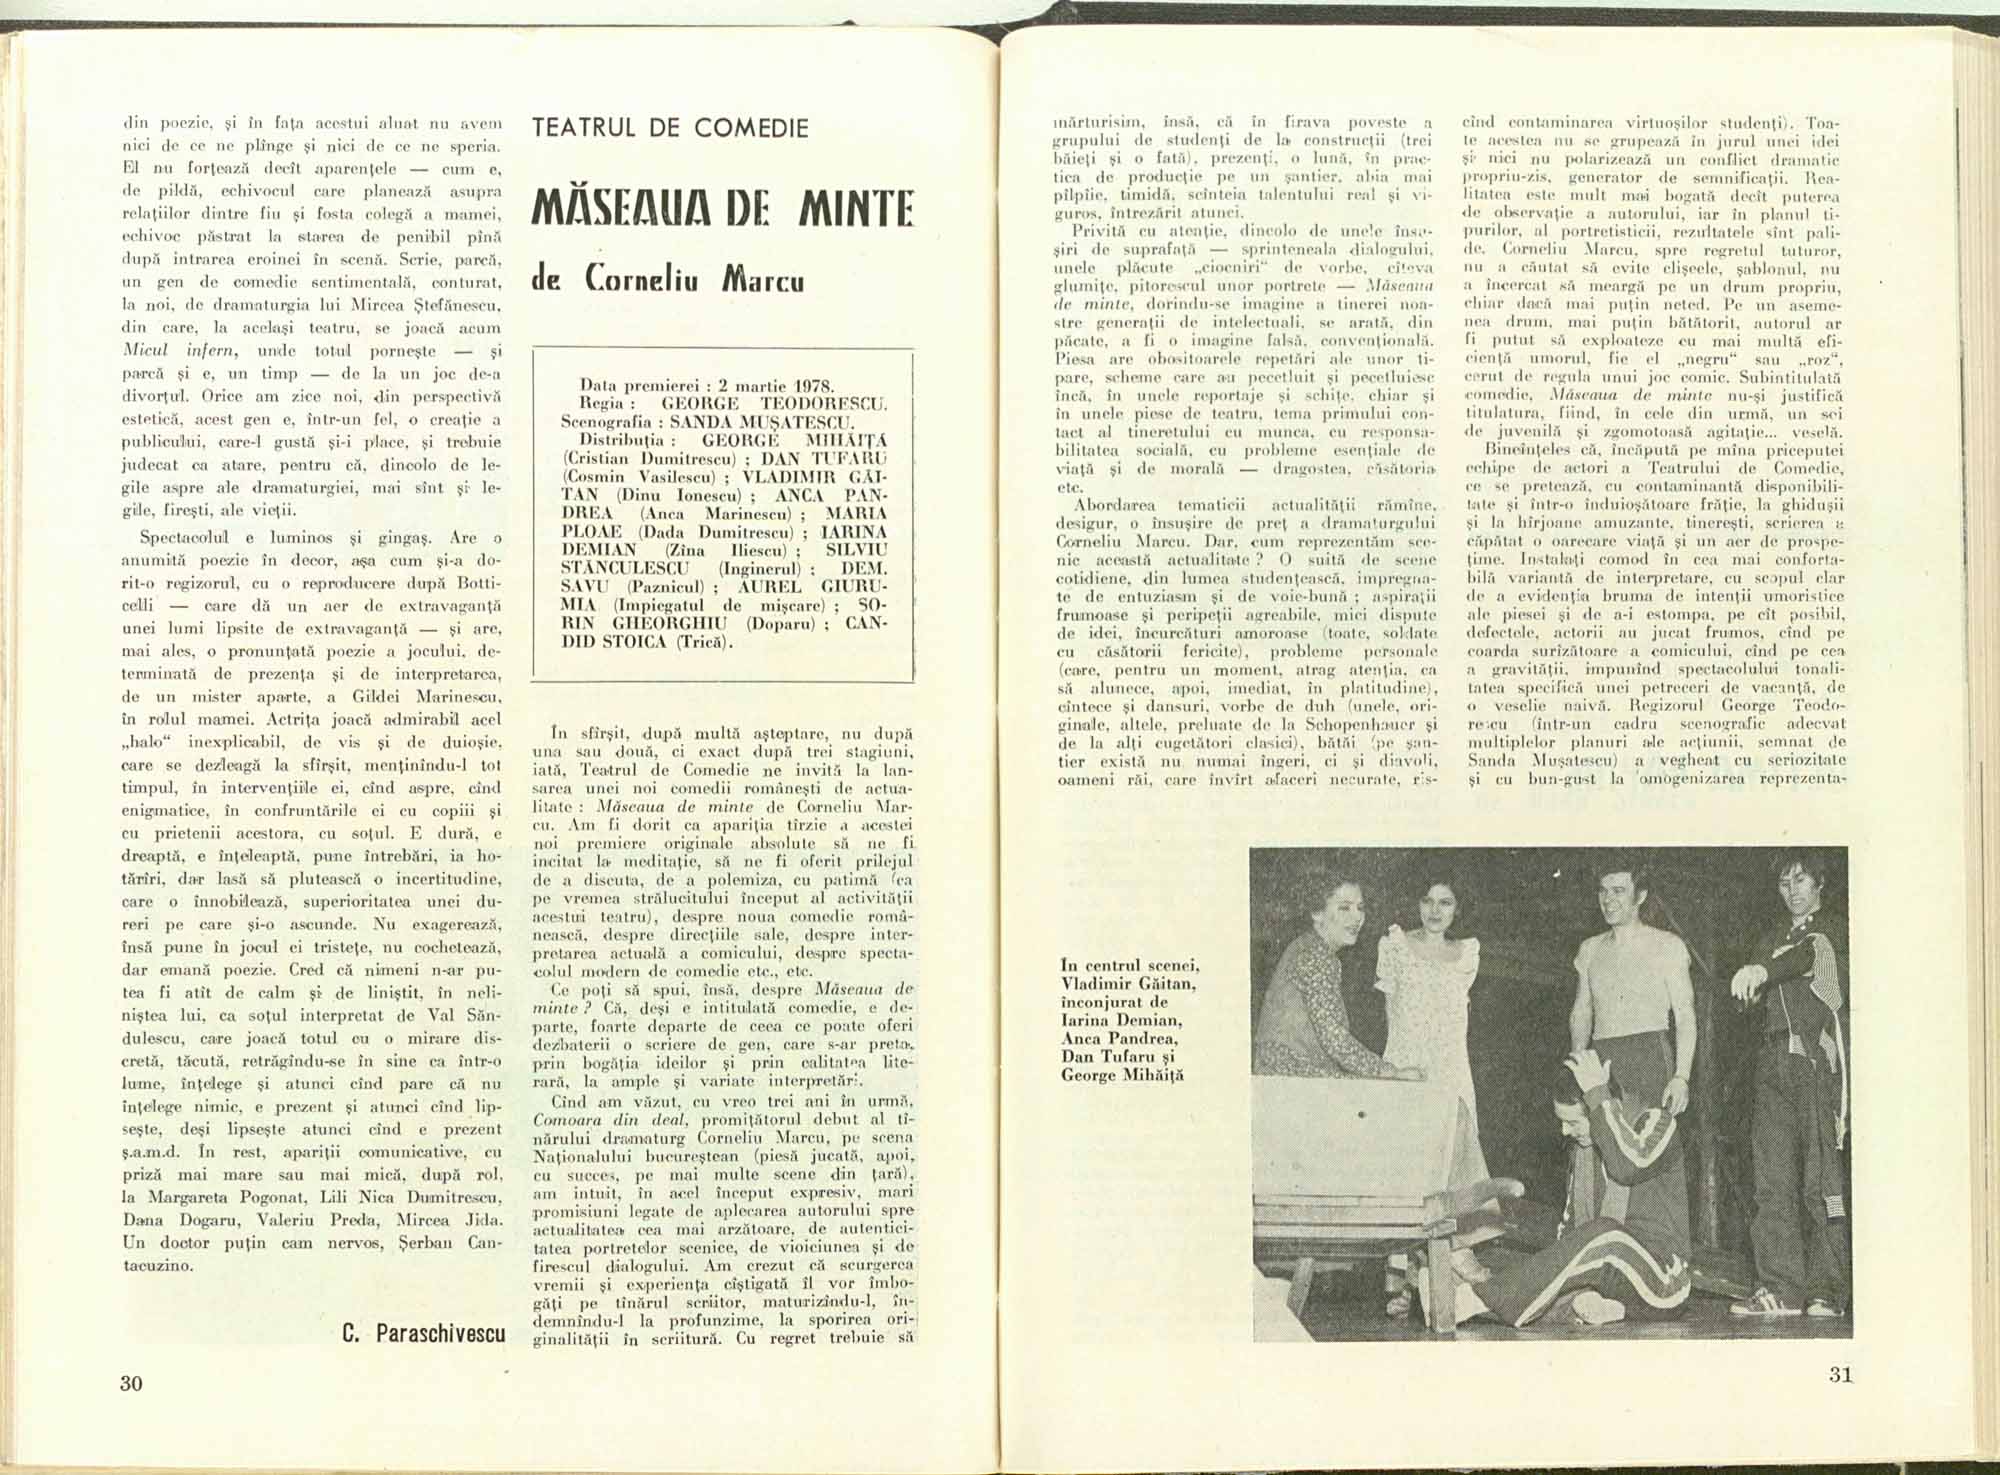 din poezie, și în fața acestui aluat nu avem
nici de ce ne plînge și nici de ce ne speria.
El nu forțează decît aparențele — cum e,
de pildă, echivocul care planează asupra
relațiilor dintre fiu și fosta colegă a mamei,
echivoc păstrat la starea de penibil pînă
după intrarea eroinei în scenă. Scrie, parcă,
un gen de comedie sentimentală, conturat,
la noi, de dramaturgia lui Mircea Ștefănescu,
din care, la același teatru, se joacă acum
Micul infern, unde totul pornește — și
parcă și e, un timp — de la un joc de-a
divorțul. Orice am zice noi, din perspectivă
estetică, acest gen e, într-un fel, o creație a
publicului, care-l gustă și-i place, și trebuie
judecat ca atare, pentru că, dincolo de le-
gile aspre ale dramaturgiei, mai sînt și le-
gile, firești, ale vieții.
Spectacolul e luminos și gingaș. Are o
anumită poezie în decor, așa cum și-a do-
rit-o regizorul, cu o reproducere după Botti-
celli — care dă un aer de extravaganță
unei lumi lipsite de extravaganță — și are,
mai ales, o pronunțată poezie a jocului, de-
terminată de prezența și de interpretarea,
de un mister aparte, a Gildei Marinescu,
în rolul mamei. Actrița joacă admirabil acel
„halo“ inexplicabil, de vis și de duioșie,
care se dezleagă la sfîrșit, menținîndu-l tot
timpul, în intervențiile ei, cînd aspre, cînd
enigmatice, în confruntările ei cu copiii și
cu prietenii acestora, cu soțul. E dură, e
dreaptă, e înțeleaptă, pune întrebări, ia ho-
tărîri, dar lasă să plutească o incertitudine,
care o înnobilează, superioritatea unei du-
reri pe care și-o ascunde. Nu exagerează,
însă pune în jocul ei tristețe, nu cochetează,
dar emană poezie. Cred că nimeni n-ar pu-
tea fi atît de calm și de liniștit, în neli-
niștea lui, ca soțul interpretat de Val Săn-
dulescu, care joacă totul cu o mirare dis-
cretă, tăcută, retrăgîndu-se în sine ca într-o
lume, înțelege și atunci cînd pare că nu
înțelege nimic, e prezent și atunci cînd lip-
sește, deși lipsește atunci cînd e prezent
ș.a.m.d. În rest, apariții comunicative, cu
priză mai mare sau mai mică, după rol,
la Margareta Pogonat, Lili Nica Dumitrescu,
Dana Dogaru, Valeriu Preda, Mircea Jida.
Un doctor puțin cam nervos, Șerban Can-
tacuzino.
C. Paraschivescu
30
TEATRUL DE COMEDIE
MĂSEAUA DE MINTE
de Corneliu Marcu
Data premierei : 2 martie 1978.
Regia : GEORGE TEODORESCU.
Scenografia : SANDA MUȘATESCU.
Distribuția : GEORGE MIHĂIȚĂ
(Cristian Dumitrescu) ; DAN TUFARU
(Cosmin Vasilescu) ; VLADIMIR GĂI-
TAN (Dinu Ionescu) ; ANCA PAN-
DREA (Anca Marinescu) ; MARIA
PLOAE (Dada Dumitrescu) ; IARINA
DEMIAN (Zîna Iliescu) ; SILVIU
STĂNCULESCU (Inginerul) ; DEM.
SAVU (Paznicul) ; AUREL GIURU-
MIA (Impiegatul de mișcare) ; SO-
RIN GHEORGHIU (Doparu) ; CAN-
DID STOICA (Trică).
În sfîrșit, după multă așteptare, nu după
una sau două, ci exact după trei stagiuni,
iată, Teatrul de Comedie ne invită la lan-
sarea unei noi comedii românești de actua-
litate : Măseaua de minte de Corneliu Mar-
cu. Am fi dorit ca apariția tîrzie a acestei
noi premiere originale absolute să ne fi
incitat la meditație, să ne fi oferit prilejul
de a discuta, de a polemiza, cu patimă (ca
pe vremea strălucitului început al activității
acestui teatru), despre noua comedie româ-
nească, despre direcțiile sale, despre inter-
pretarea actuală a comicului, despre specta-
colul modern de comedie etc., etc.
Ce poți să spui, însă, despre Măseaua de
minte ? Că, deși e intitulată comedie, e de-
parte, foarte departe de ceea ce poate oferi
dezbaterii o scriere de gen, care s-ar preta,
prin bogăția ideilor și prin calitatea lite-
rară, la ample și variate interpretări.
Cînd am văzut, cu vreo trei ani în urmă,
Comoara din deal, promițătorul debut al tî-
nărului dramaturg Corneliu Marcu, pe scena
Naționalului bucureștean (piesă jucată, apoi,
cu succes, pe mai multe scene din țară),
am intuit, în acel început expresiv, mari
promisiuni legate de aplecarea autorului spre
actualitatea cea mai arzătoare, de autentici-
tatea portretelor scenice, de vioiciunea și de
firescul dialogului. Am crezut că scurgerea
vremii și experiența cîștigată îl vor îmbo-
găți pe tînărul scriitor, maturizîndu-l, în-
demnîndu-l la profunzime, la sporirea ori-
ginalității în scriitură. Cu regret trebuie să
mărturisim, însă, că în firava poveste a
grupului de studenți de la construcții (trei
băieți și o fată), prezenți, o lună, în prac-
tica de producție pe un șantier, abia mai
pîlpîie, timidă, scînteia talentului real și vi-
guros, întrezărit atunci.
Privită cu atenție, dincolo de unele însu-
șiri de suprafață — sprinteneala dialogului,
unele plăcute „ciocniri“ de vorbe, cîteva
glumițe, pitorescul unor portrete — Măseaua
de minte, dorindu-se imagine a tinerei noa-
stre generații de intelectuali, se arată, din
păcate, a fi o imagine falsă, convențională.
Piesa are obositoarele repetări ale unor ti-
pare, scheme care au pecetluit și pecetluiesc
încă, în unele reportaje și schițe, chiar și
în unele piese de teatru, tema primului con-
tact al tineretului cu munca, cu responsa-
bilitatea socială, cu probleme esențiale de
viață și de morală — dragostea, căsătoria
etc.
Abordarea tematicii actualității rămîne,
desigur, o însușire de preț a dramaturgului
Corneliu Marcu. Dar, cum reprezentăm sce-
nic această actualitate ? O suită de scene
cotidiene, din lumea studențească, impregna-
te de entuziasm și de voie-bună ; aspirații
frumoase și peripeții agreabile, mici dispute
de idei, încurcături amoroase (toate, soldate
cu căsătorii fericite), probleme personale
(care, pentru un moment, atrag atenția, ca
să alunece, apoi, imediat, în platitudine),
cîntece și dansuri, vorbe de duh (unele, ori-
ginale, altele, preluate de la Schopenhauer și
de la alți cugetători clasici), bătăi (pe șan-
tier există nu numai îngeri, ci și diavoli,
oameni răi, care învîrt afaceri necurate, ris-
cînd contaminarea virtuoșilor studenți). Toa-
te acestea nu se grupează în jurul unei idei
și nici nu polarizează un conflict dramatic
propriu-zis, generator de semnificații. Rea-
litatea este mult mai bogată decît puterea
de observație a autorului, iar în planul ti-
purilor, al portretisticii, rezultatele sînt pali-
de. Corneliu Marcu, spre regretul tuturor,
nu a căutat să evite clișeele, șablonul, nu
a încercat să meargă pe un drum propriu,
chiar dacă mai puțin neted. Pe un aseme-
nea drum, mai puțin bătătorit, autorul ar
fi putut să exploateze cu mai multă efi-
ciență umorul, fie el „negru“ sau „roz“,
cerut de regula unui joc comic. Subintitulată
comedie, Măseaua de minte nu-și justifică
titulatura, fiind, în cele din urmă, un sci
de juvenilă și zgomotoasă agitație... veselă.
Bineînțeles că, încăpută pe mîna priceputei
echipe de actori a Teatrului de Comedie,
ce se pretează, cu contaminantă disponibili-
tate și într-o înduioșătoare frăție, la ghidușii
și la hîrjoane amuzante, tinerești, scrierea a
căpătat o oarecare viață și un aer de prospe-
țime. Instalați comod în cea mai conforta-
bilă variantă de interpretare, cu scopul clar
de a evidenția bruma de intenții umoristice
ale piesei și de a-i estompa, pe cît posibil,
defectele, actorii au jucat frumos, cînd pe
coarda surîzătoare a comicului, cînd pe cea
a gravității, impunînd spectacolului tonali-
tatea specifică unei petreceri de vacanță, de
o veselie naivă. Regizorul George Teodo-
rescu (într-un cadru scenografic adecvat
multiplelor planuri ale acțiunii, semnat de
Sanda Mușatescu) a vegheat cu seriozitate
și cu bun-gust la omogenizarea reprezenta-
În centrul scenei,
Vladimir Găitan,
înconjurat de
Iarina Demian,
Anca Pandrea,
Dan Tufaru și
George Mihăiță
31